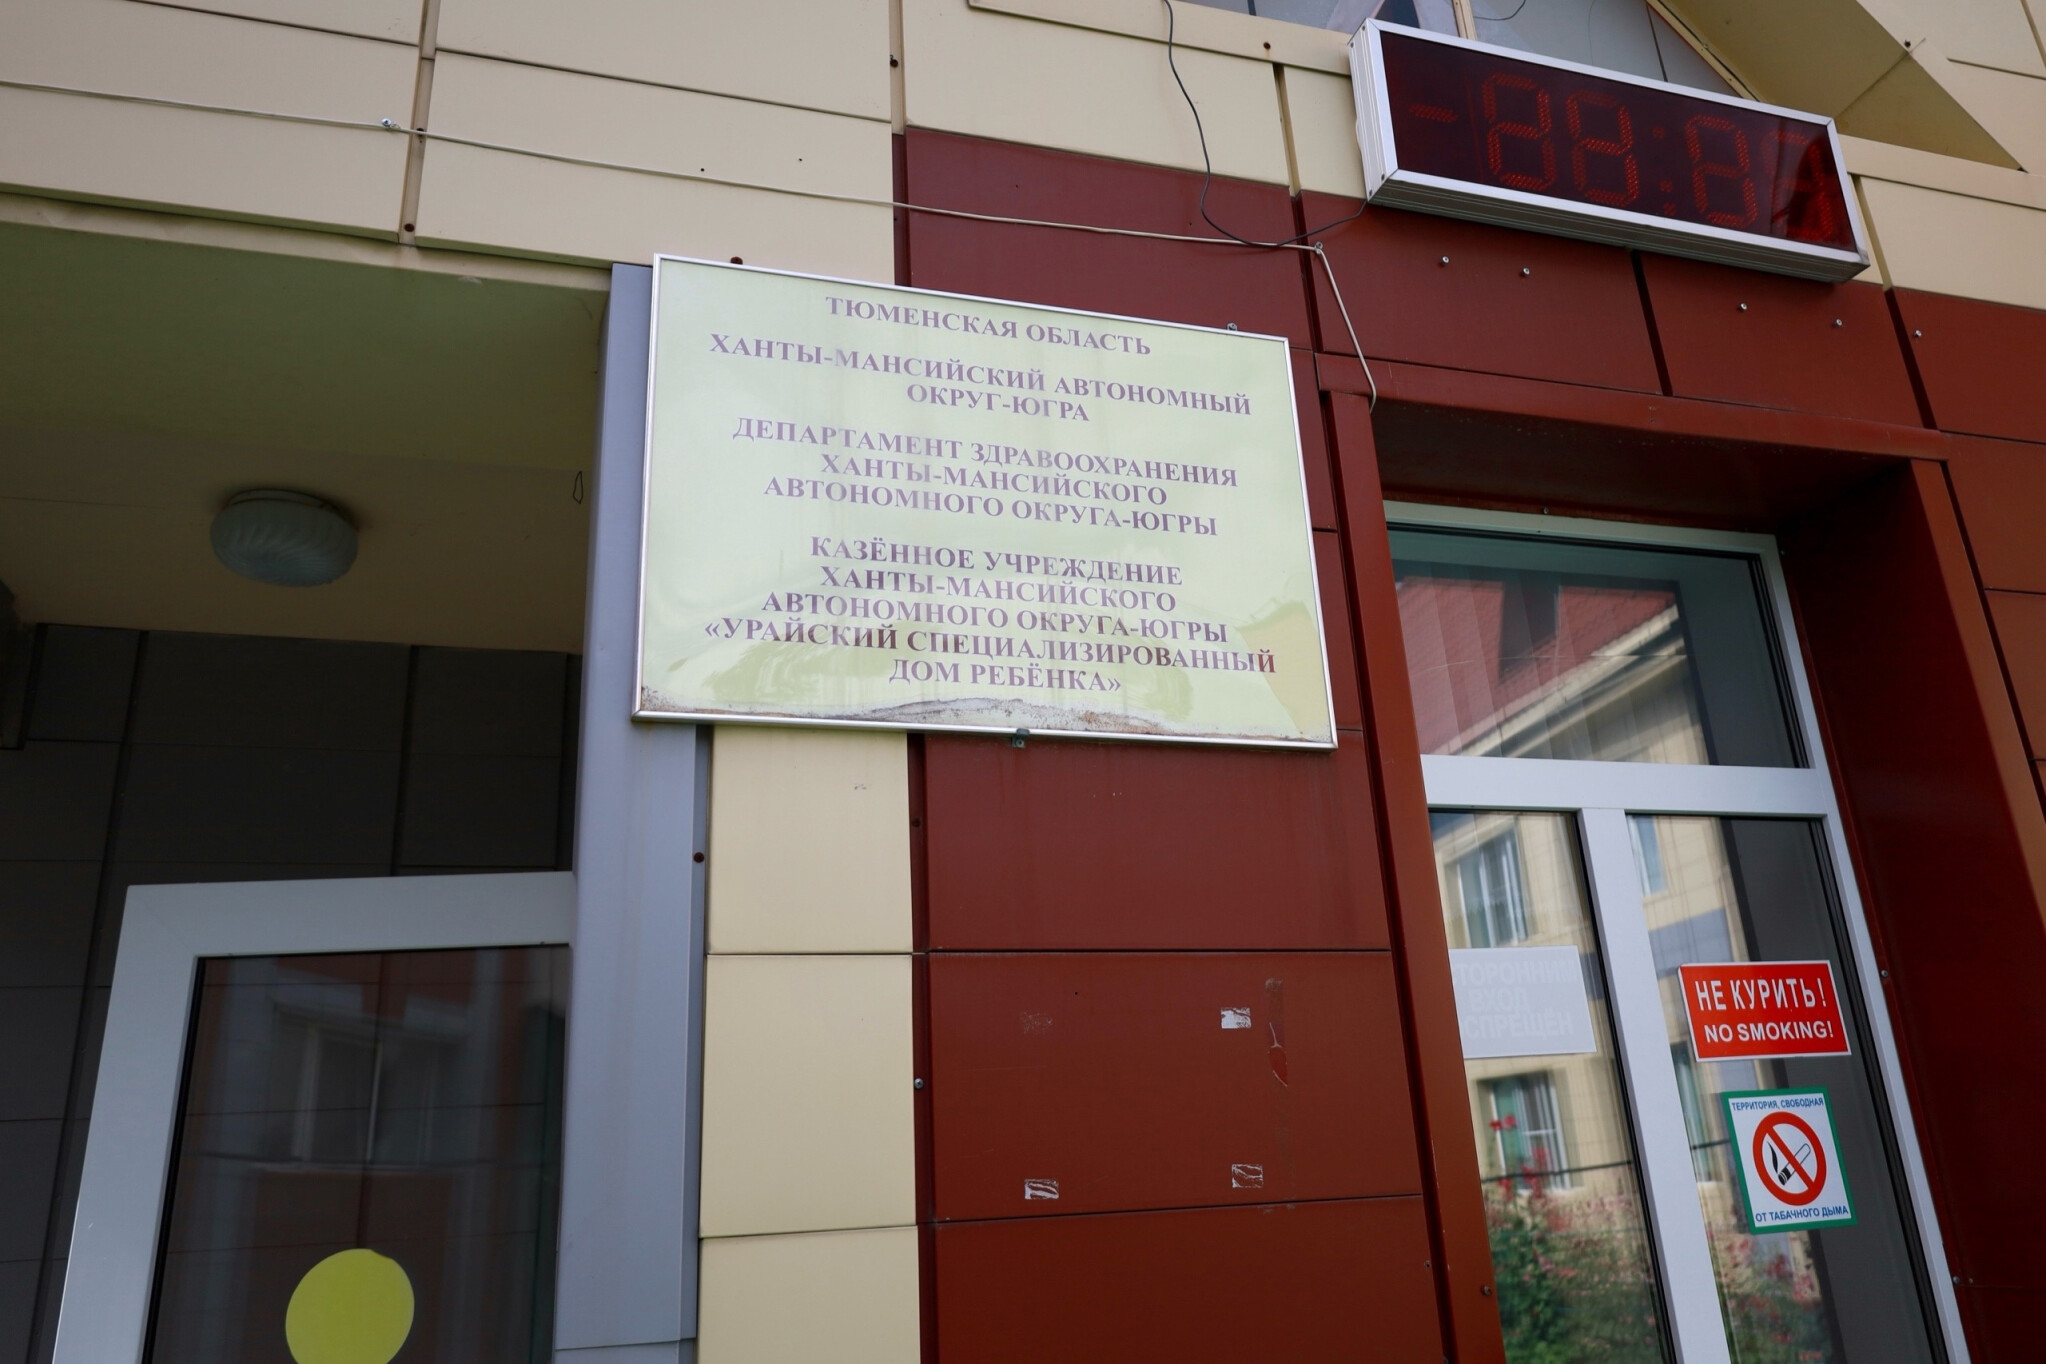 ТЮМЕНСКАЯ ОБЛАСТЬ
ХАНТЫ-МАНСИЙСКИЙ АВТОНОМНЫЙ
ОКРУГ-ЮГРА
ДЕПАРТАМЕНТ ЗДРАВООХРАНЕНИЯ
ХАНТЫ-МАНСИЙСКОГО
АВТОНОМНОГО ОКРУГА-ЮГРЫ
КАЗЁННОЕ УЧРЕЖДЕНИЕ
ХАНТЫ-МАНСИЙСКОГО
АВТОНОМНОГО ОКРУГА-ЮГРЫ
«УРАЙСКИЙ СПЕЦИАЛИЗИРОВАННЫЙ
ДОМ РЕБЁНКА»
ВХОД
НЕ КУРИТЬ!
NO SMOKING!
ТЕРРИТОРИЯ, СВОБОДНАЯ
ОТ ТАБАЧНОГО ДЫМА